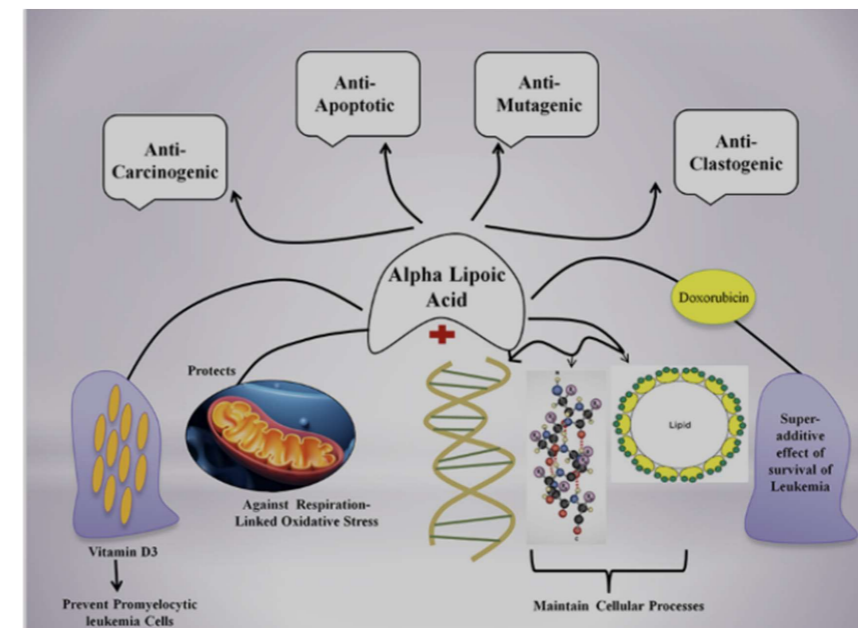 Anti-
Apoptotic
Anti-
Mutagenic
Anti-
Carcinogenic
Anti-
Clastogenic
Alpha Lipoic
Acid
Doxorubicin
Protects
Lipid
Super-
additive
effect of
survival of
Leukemia
Against Respiration-
Linked Oxidative Stress
Vitamin D3
Prevent Promyelocytic
leukemia Cells
Maintain Cellular Processes